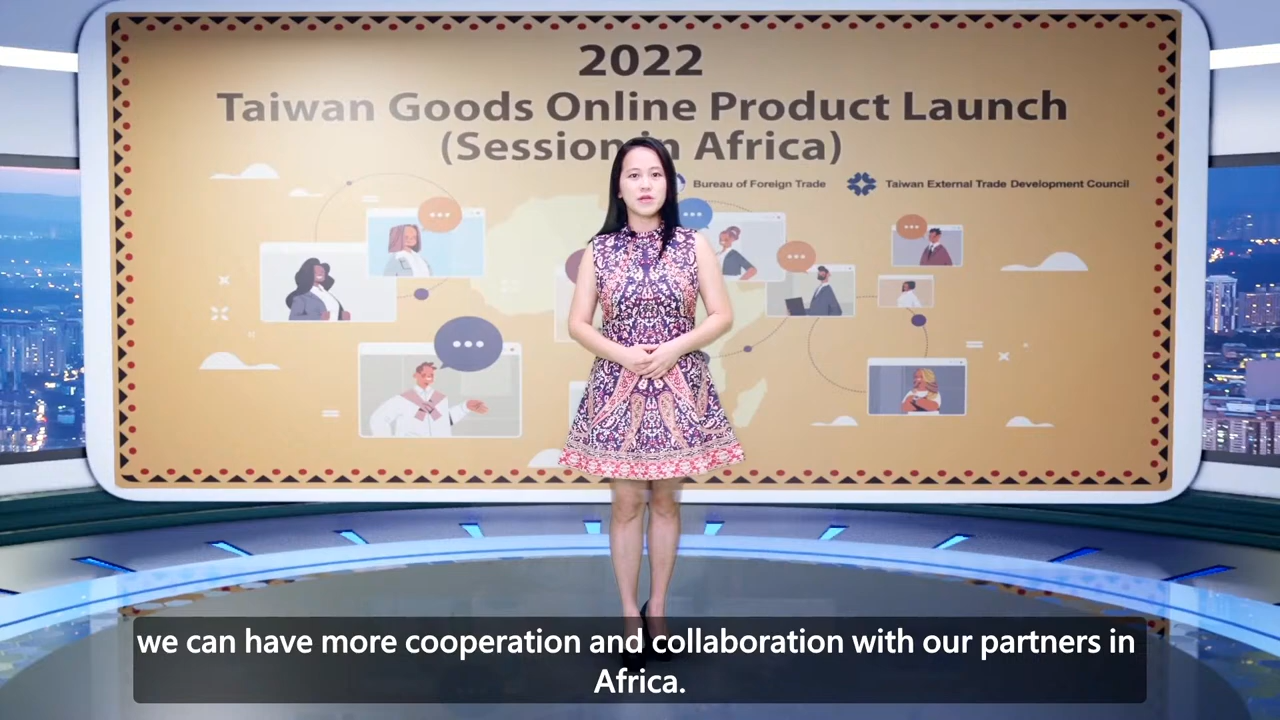 2022
Taiwan Goods Online Product Launch
(Session in Africa)
Bureau of Foreign Trade
Taiwan External Trade Development Council
we can have more cooperation and collaboration with our partners in
Africa.